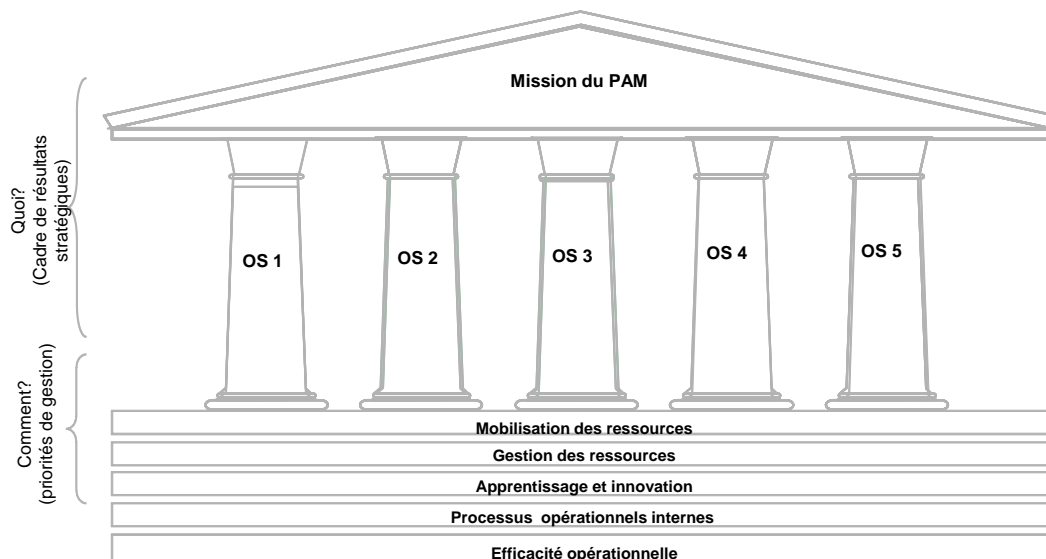 Mission du PAM
Quoi?
(Cadre de résultats
stratégiques)
OS 1
OS 2
OS 3
OS 4
OS 5
Comment?
(priorités de gestion)
Mobilisation des ressources
Gestion des ressources
Apprentissage et innovation
Processus opérationnels internes
Efficacité opérationnelle